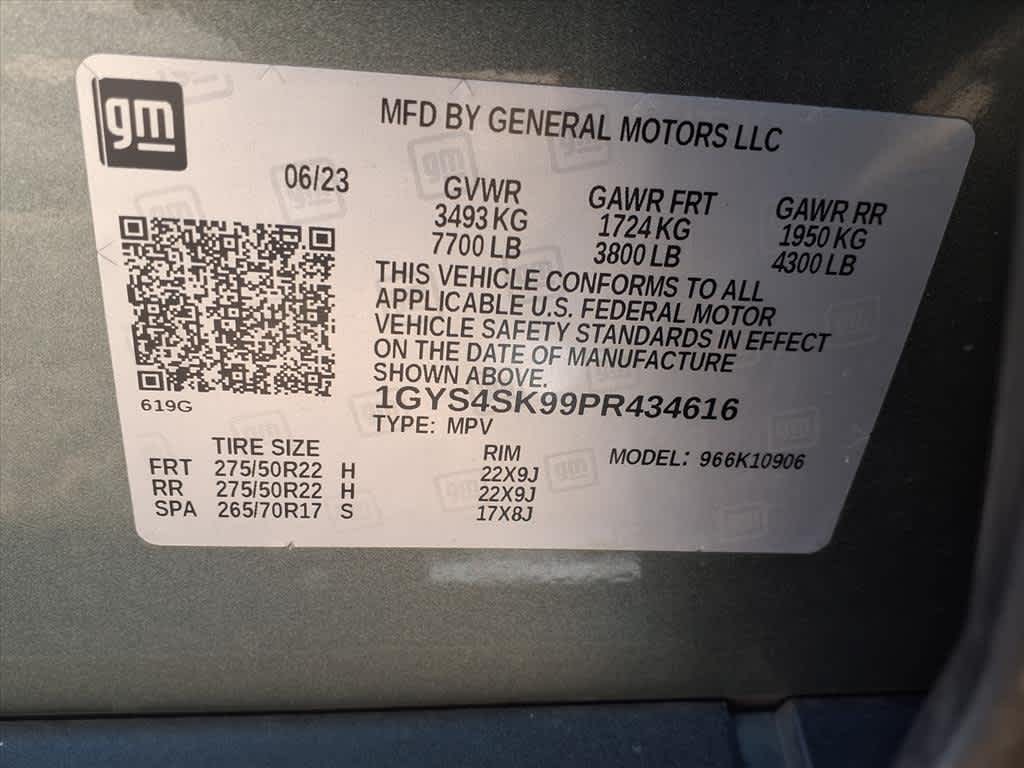 gm
MFD BY GENERAL MOTORS LLC
06/23
GVWR GAWR FRT GAWR RR
3493 KG 1724 KG 1950 KG
7700 LB 3800 LB 4300 LB
THIS VEHICLE CONFORMS TO ALL
APPLICABLE U.S. FEDERAL MOTOR
VEHICLE SAFETY STANDARDS IN EFFECT
ON THE DATE OF MANUFACTURE
SHOWN ABOVE.
619G
1GYS4SK99PR434616
TYPE: MPV
TIRE SIZE RIM MODEL: 966K10906
FRT 275/50R22 H 22X9J
RR 275/50R22 H 22X9J
SPA 265/70R17 S 17X8J